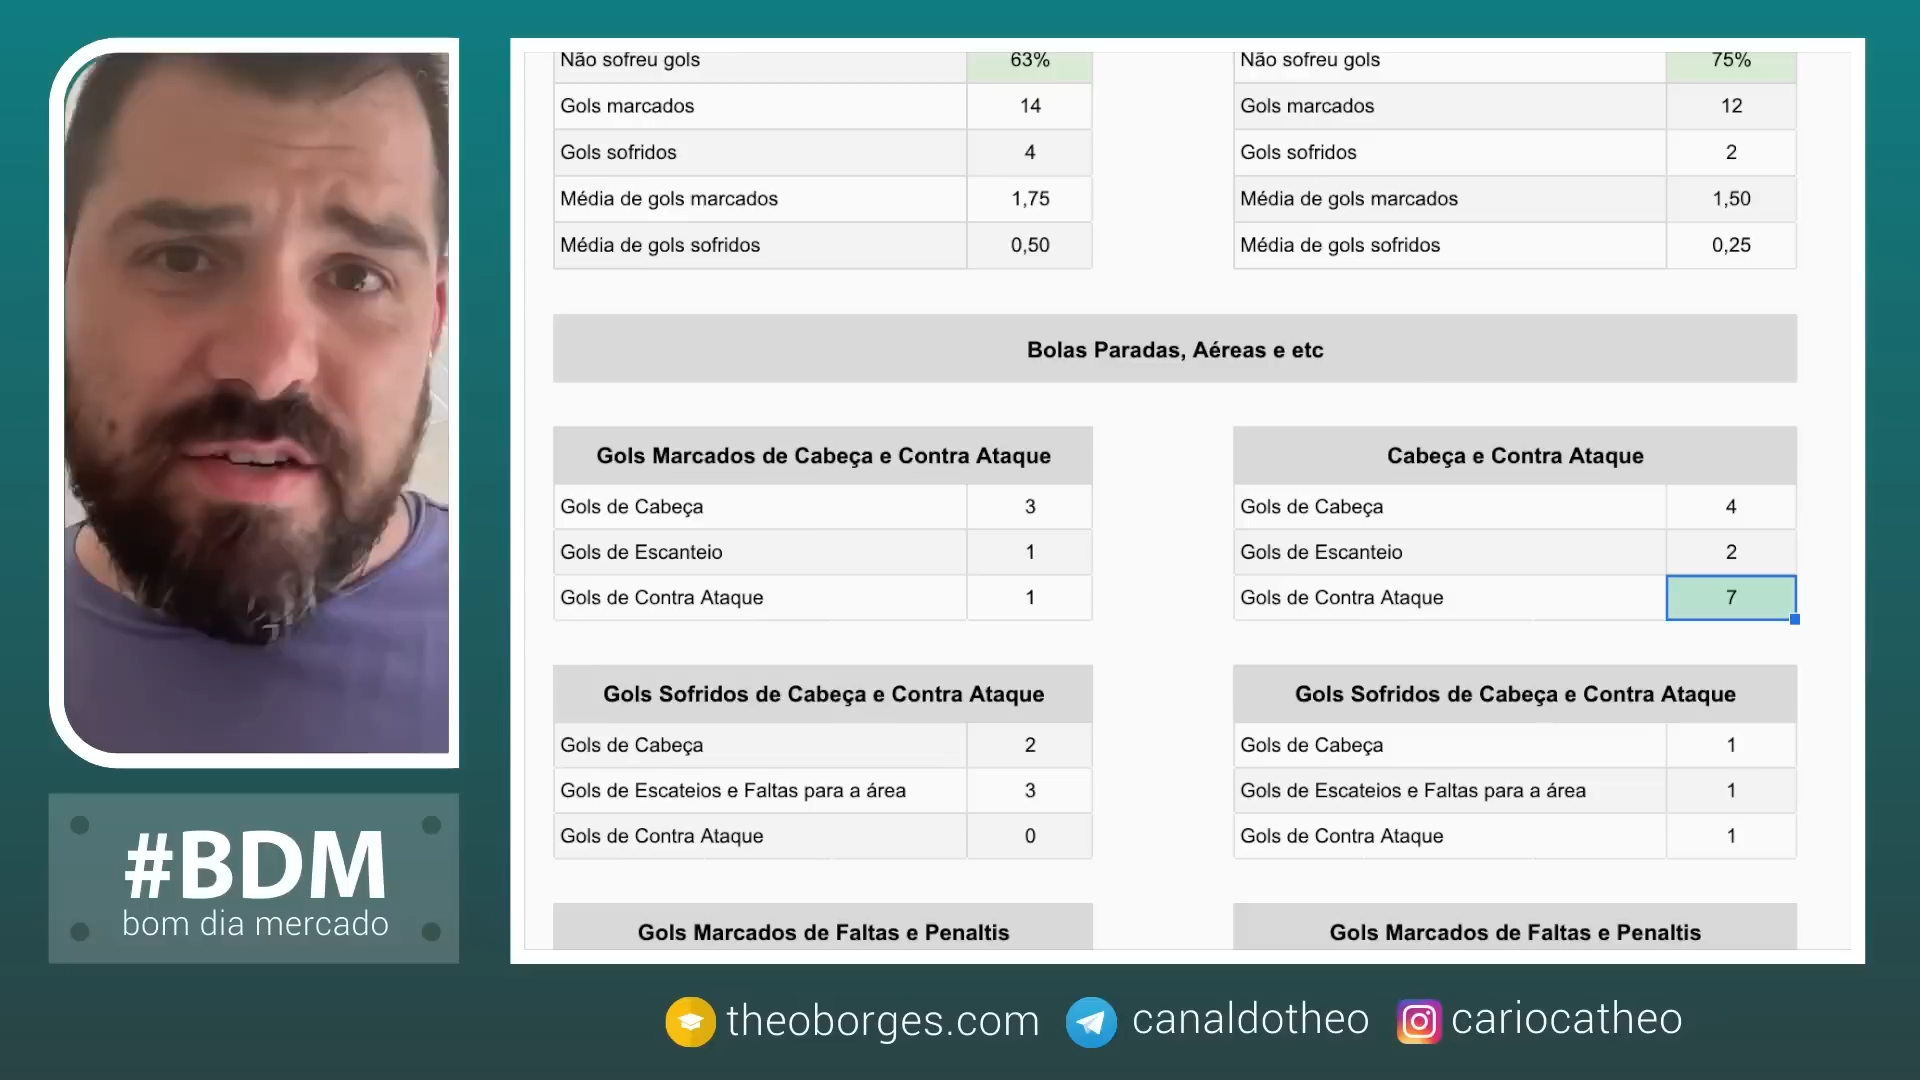 Não sofreu gols 63%
Gols marcados 14
Gols sofridos 4
Média de gols marcados 1,75
Média de gols sofridos 0,50
Não sofreu gols 75%
Gols marcados 12
Gols sofridos 2
Média de gols marcados 1,50
Média de gols sofridos 0,25
Bolas Paradas, Aéreas e etc
Gols Marcados de Cabeça e Contra Ataque
Gols de Cabeça 3
Gols de Escanteio 1
Gols de Contra Ataque 1
Cabeça e Contra Ataque
Gols de Cabeça 4
Gols de Escanteio 2
Gols de Contra Ataque 7
Gols Sofridos de Cabeça e Contra Ataque
Gols de Cabeça 2
Gols de Escateios e Faltas para a área 3
Gols de Contra Ataque 0
Gols Sofridos de Cabeça e Contra Ataque
Gols de Cabeça 1
Gols de Escateios e Faltas para a área 1
Gols de Contra Ataque 1
Gols Marcados de Faltas e Penaltis
Gols Marcados de Faltas e Penaltis
#BDM
bom dia mercado
theoborges.com
canaldotheo
cariocatheo